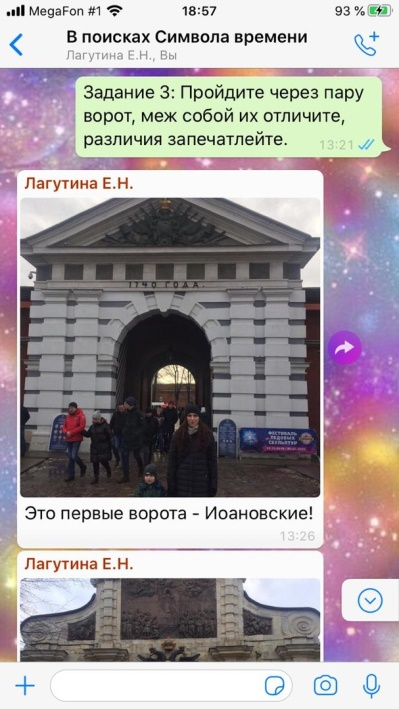 MegaFon #1
18:57
93 %
В поисках Символа времени
Лагутина Е.Н., Вы
Задание 3: Пройдите через пару
ворот, меж собой их отличите,
различия запечатлейте.
13:21
Лагутина Е.Н.
1740 ГОДА
ФЕСТИВАЛЬ
ЛЕДОВЫХ
СКУЛЬПТУР
Это первые ворота - Иоановские!
13:26
Лагутина Е.Н.